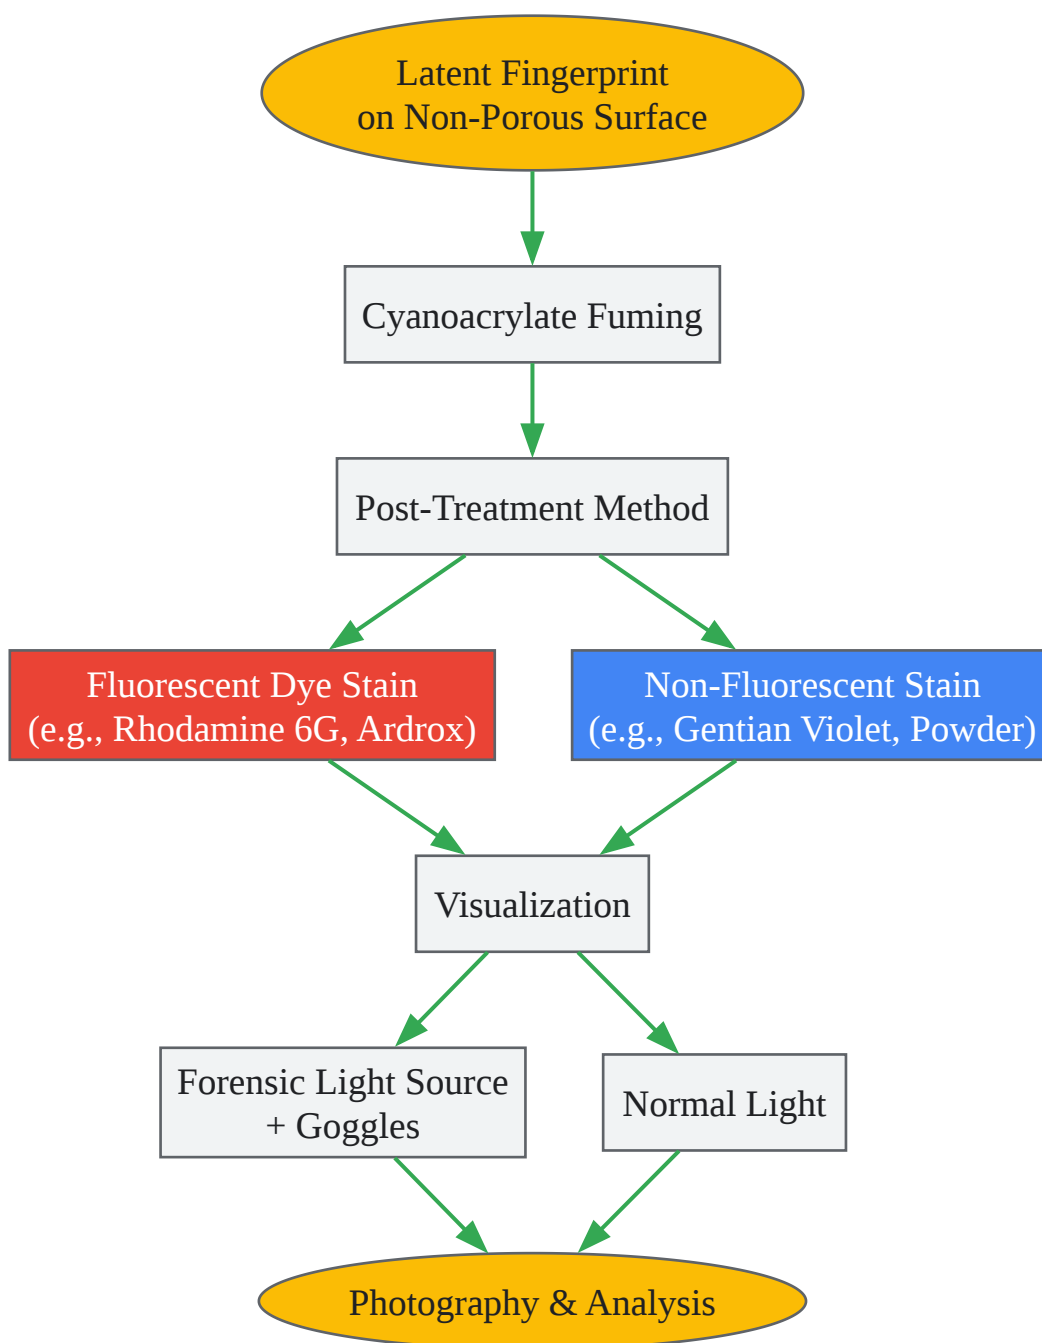 Latent Fingerprint
on Non-Porous Surface
Cyanoacrylate Fuming
Post-Treatment Method
Fluorescent Dye Stain
(e.g., Rhodamine 6G, Ardrox)
Non-Fluorescent Stain
(e.g., Gentian Violet, Powder)
Visualization
Forensic Light Source
+ Goggles
Normal Light
Photography & Analysis